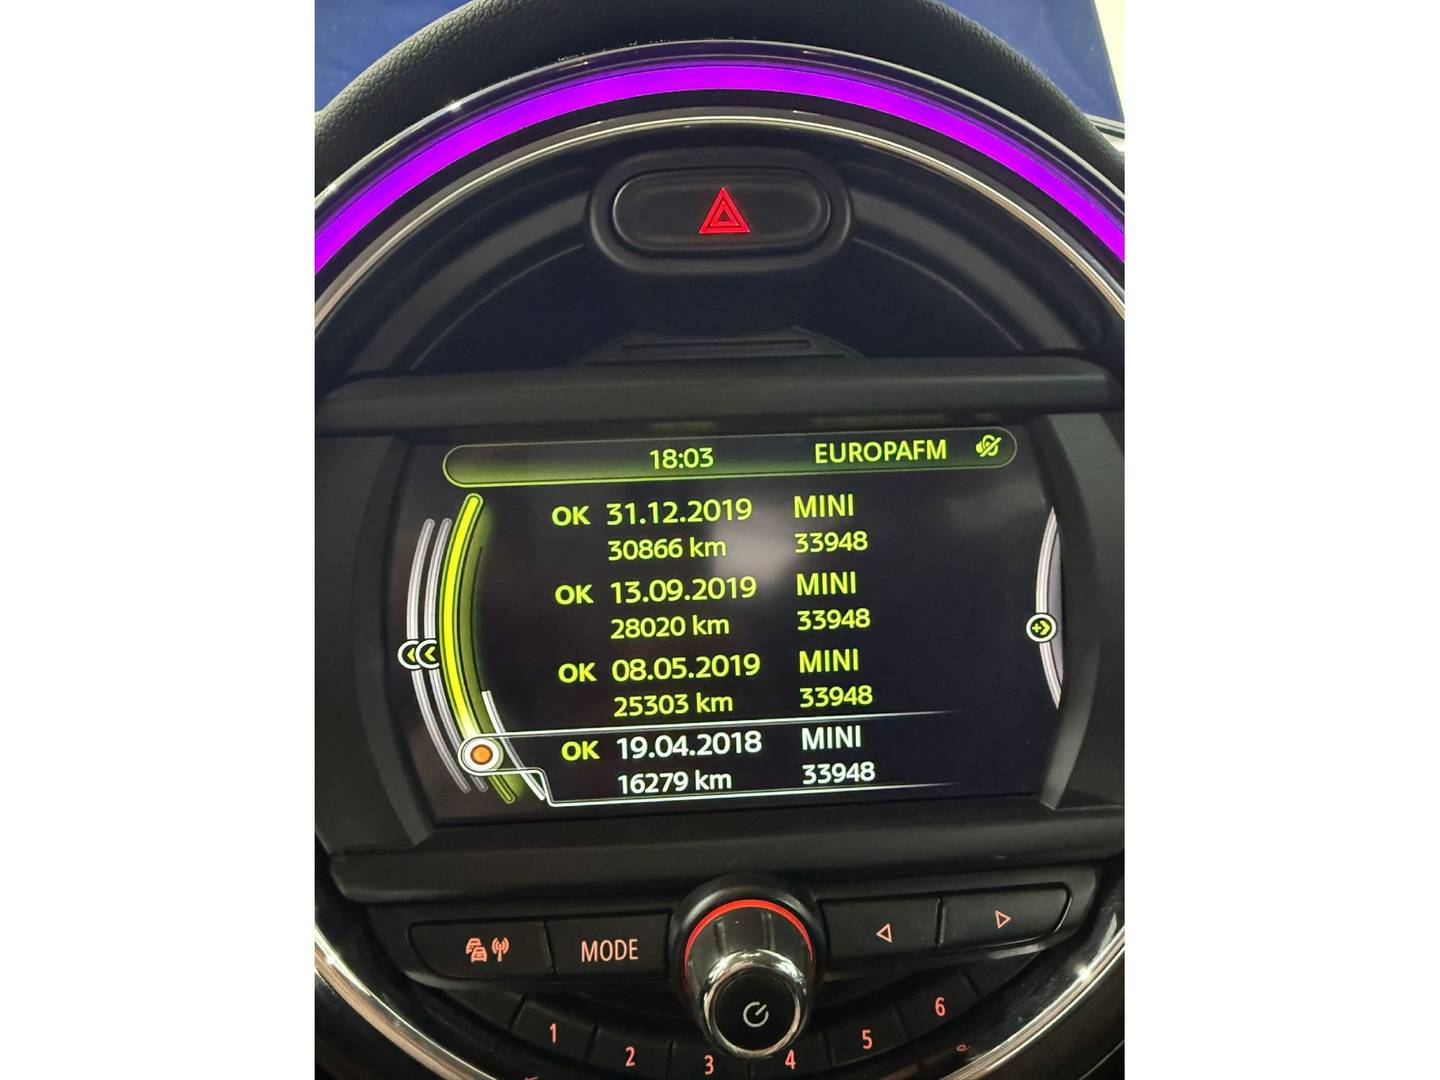 18:03 EUROPAFM
OK 31.12.2019 MINI
30866 km 33948
OK 13.09.2019 MINI
28020 km 33948
OK 08.05.2019 MINI
25303 km 33948
OK 19.04.2018 MINI
16279 km 33948
MODE
1 2 3 4 5 6